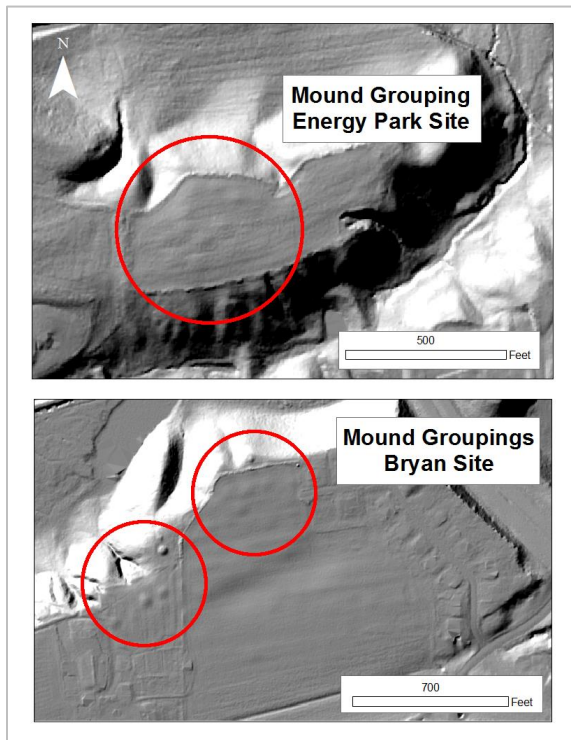 N
Mound Grouping
Energy Park Site
500
Feet
Mound Groupings
Bryan Site
700
Feet